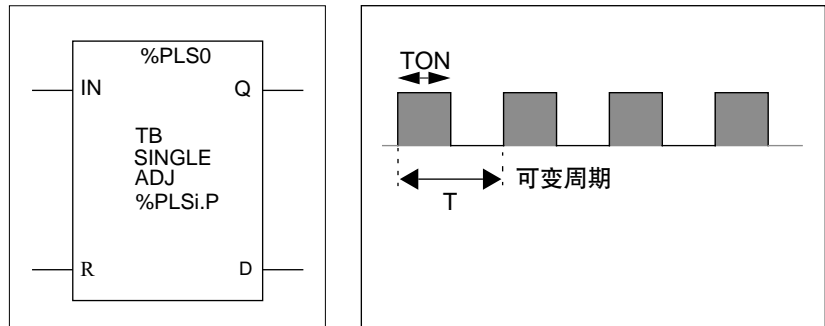 %PLS0
IN Q
TB
SINGLE
ADJ
%PLSi.P
R D
TON
可变周期
T